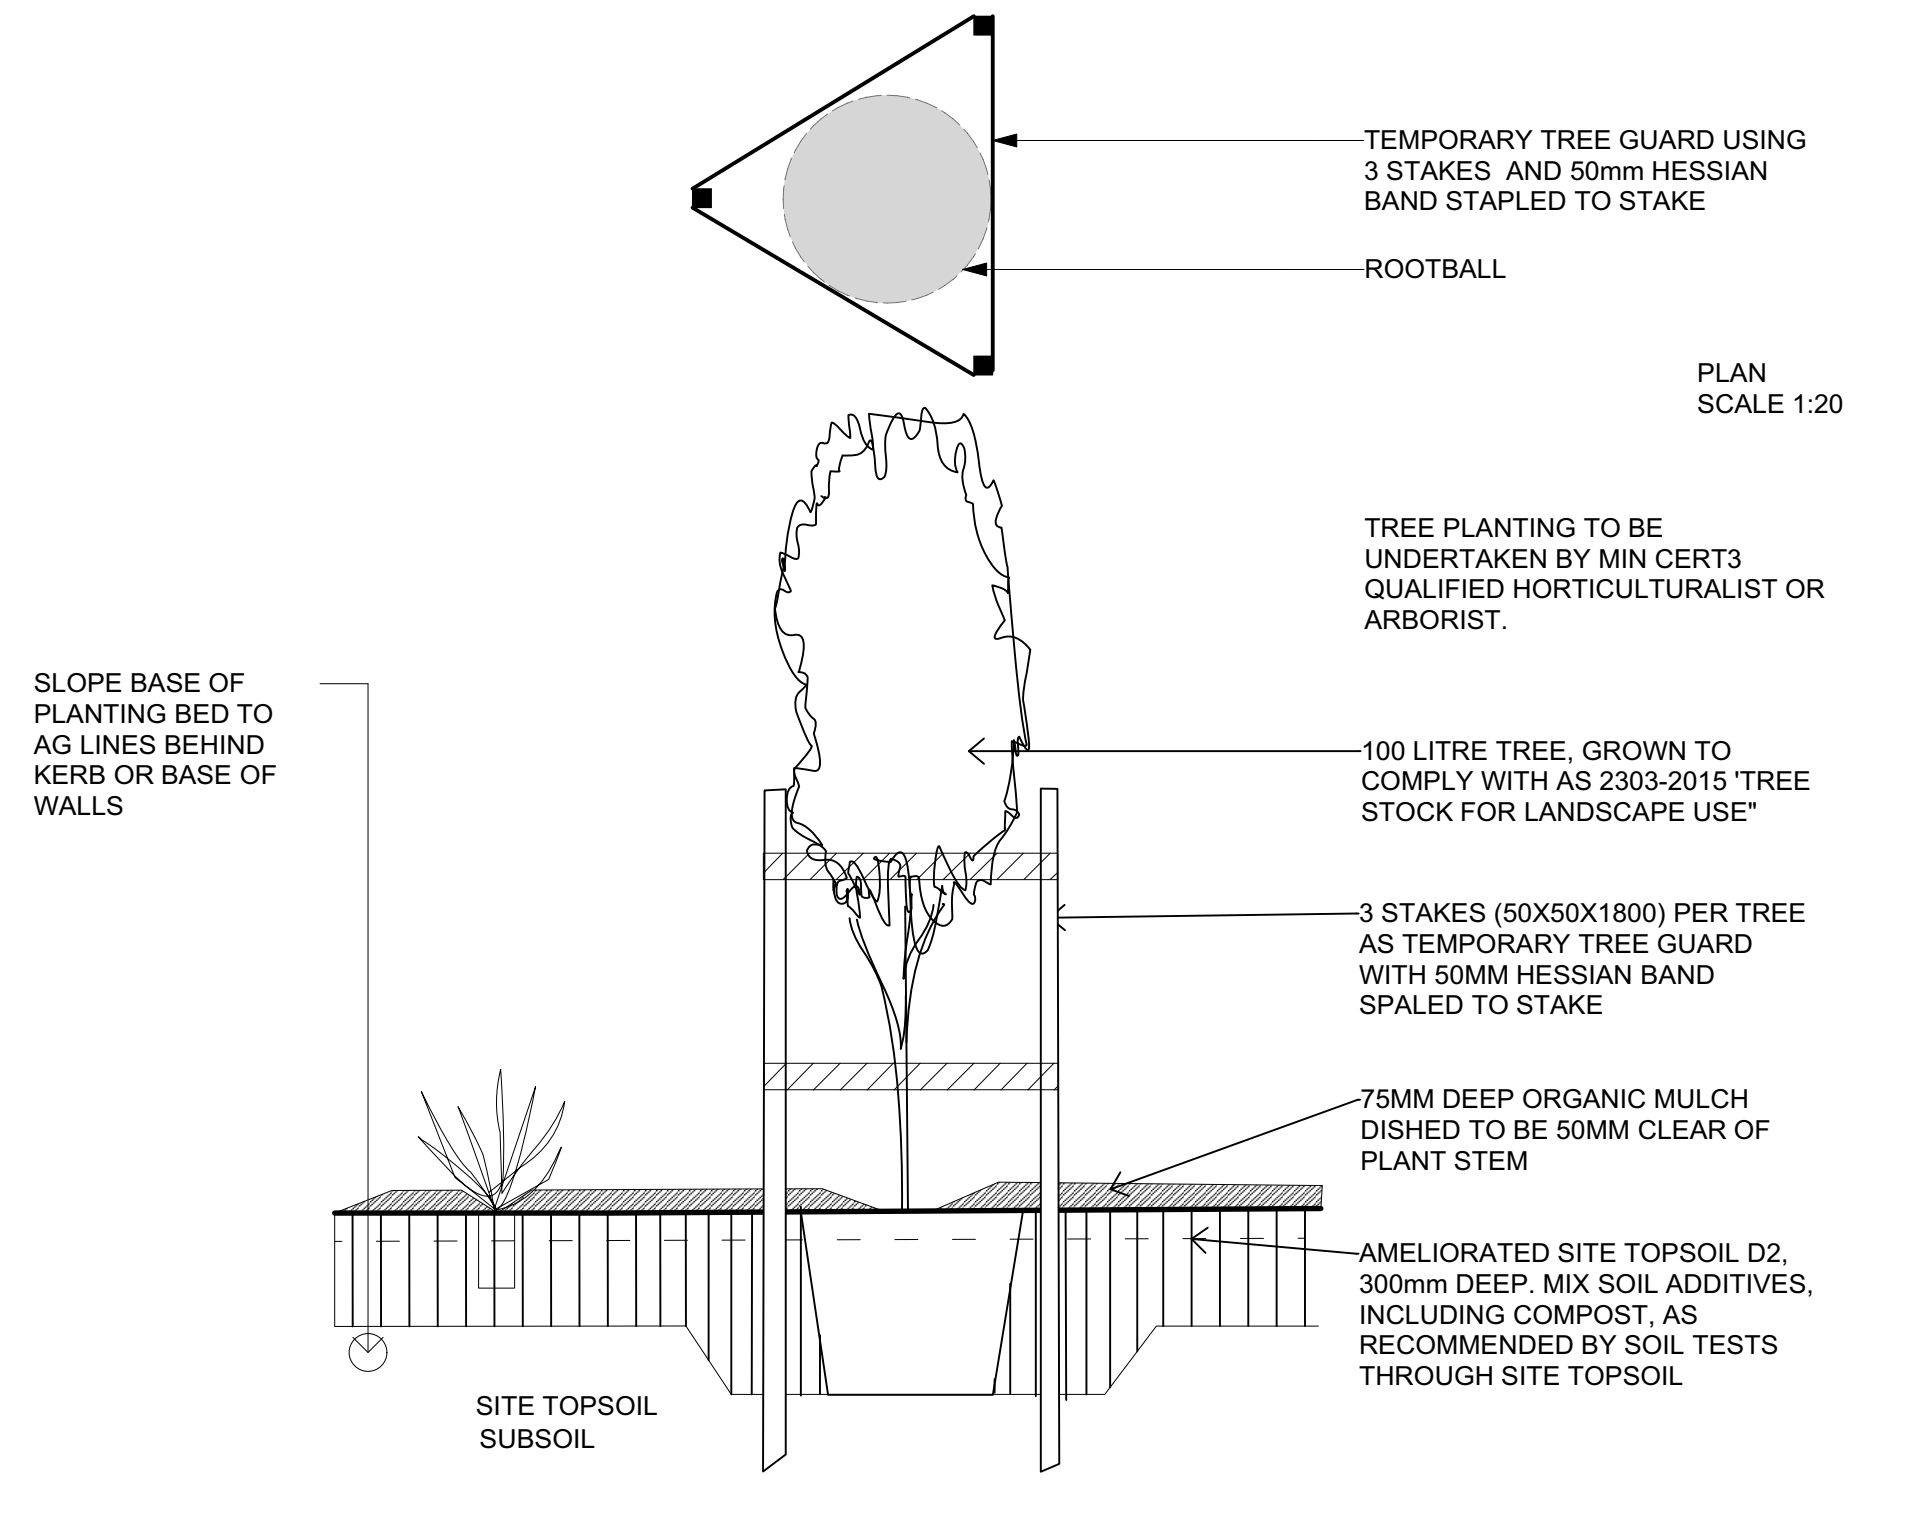 TEMPORARY TREE GUARD USING
3 STAKES AND 50mm HESSIAN
BAND STAPLED TO STAKE
ROOTBALL
PLAN
SCALE 1:20
TREE PLANTING TO BE
UNDERTAKEN BY MIN CERT3
QUALIFIED HORTICULTURALIST OR
ARBORIST.
SLOPE BASE OF
PLANTING BED TO
AG LINES BEHIND
KERB OR BASE OF
WALLS
100 LITRE TREE, GROWN TO
COMPLY WITH AS 2303-2015 'TREE
STOCK FOR LANDSCAPE USE"
3 STAKES (50X50X1800) PER TREE
AS TEMPORARY TREE GUARD
WITH 50MM HESSIAN BAND
SPALED TO STAKE
75MM DEEP ORGANIC MULCH
DISHED TO BE 50MM CLEAR OF
PLANT STEM
AMELIORATED SITE TOPSOIL D2,
300mm DEEP. MIX SOIL ADDITIVES,
INCLUDING COMPOST, AS
RECOMMENDED BY SOIL TESTS
THROUGH SITE TOPSOIL
SITE TOPSOIL
SUBSOIL